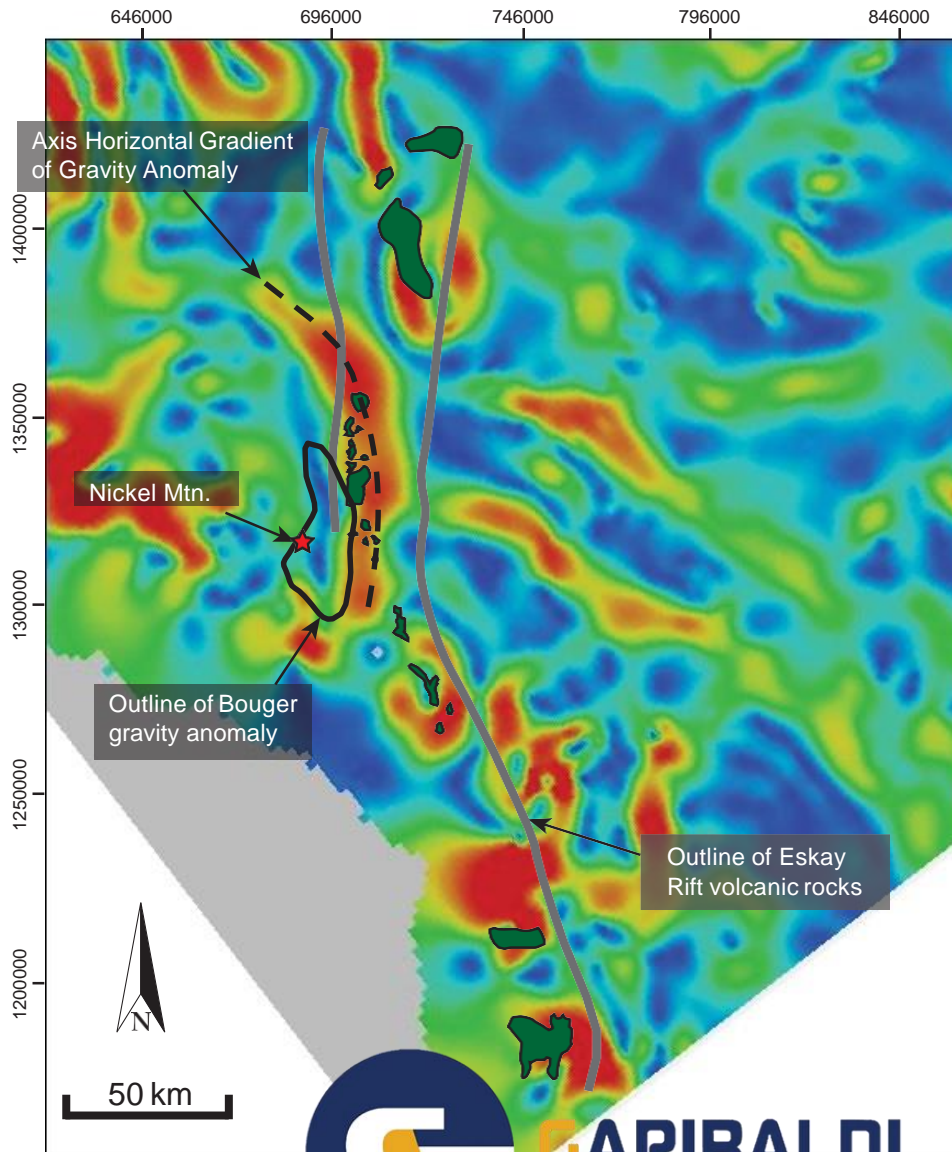 646000 696000 746000 796000 846000
Axis Horizontal Gradient
of Gravity Anomaly
1400000
1350000
Nickel Mtn.
1300000
Outline of Bouger
gravity anomaly
1250000
Outline of Eskay
Rift volcanic rocks
1200000
N
50 km
GARIBALDI